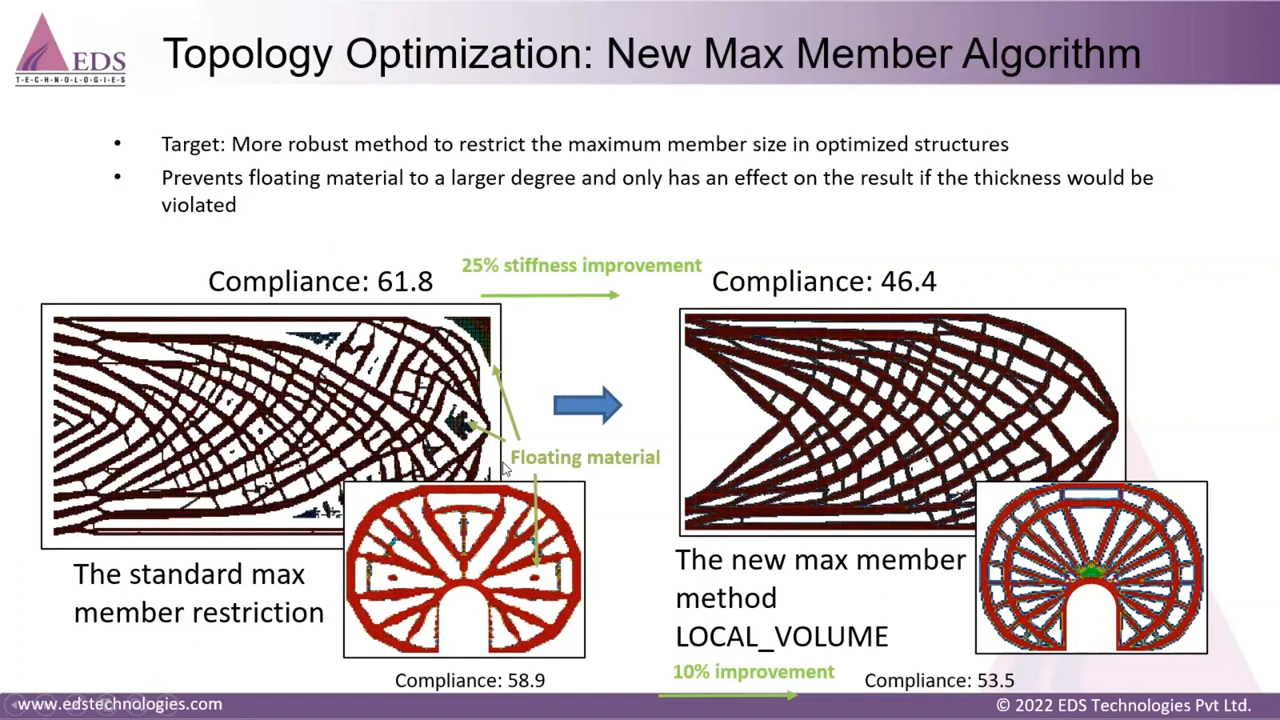 EDS
T·E·C·H·N·O·L·O·G·I·E·S
Topology Optimization: New Max Member Algorithm
• Target: More robust method to restrict the maximum member size in optimized structures
• Prevents floating material to a larger degree and only has an effect on the result if the thickness would be
violated
25% stiffness improvement
Compliance: 61.8
Compliance: 46.4
Floating material
The standard max
member restriction
The new max member
method
LOCAL_VOLUME
10% improvement
Compliance: 58.9
Compliance: 53.5
www.edstechnologies.com
© 2022 EDS Technologies Pvt Ltd.